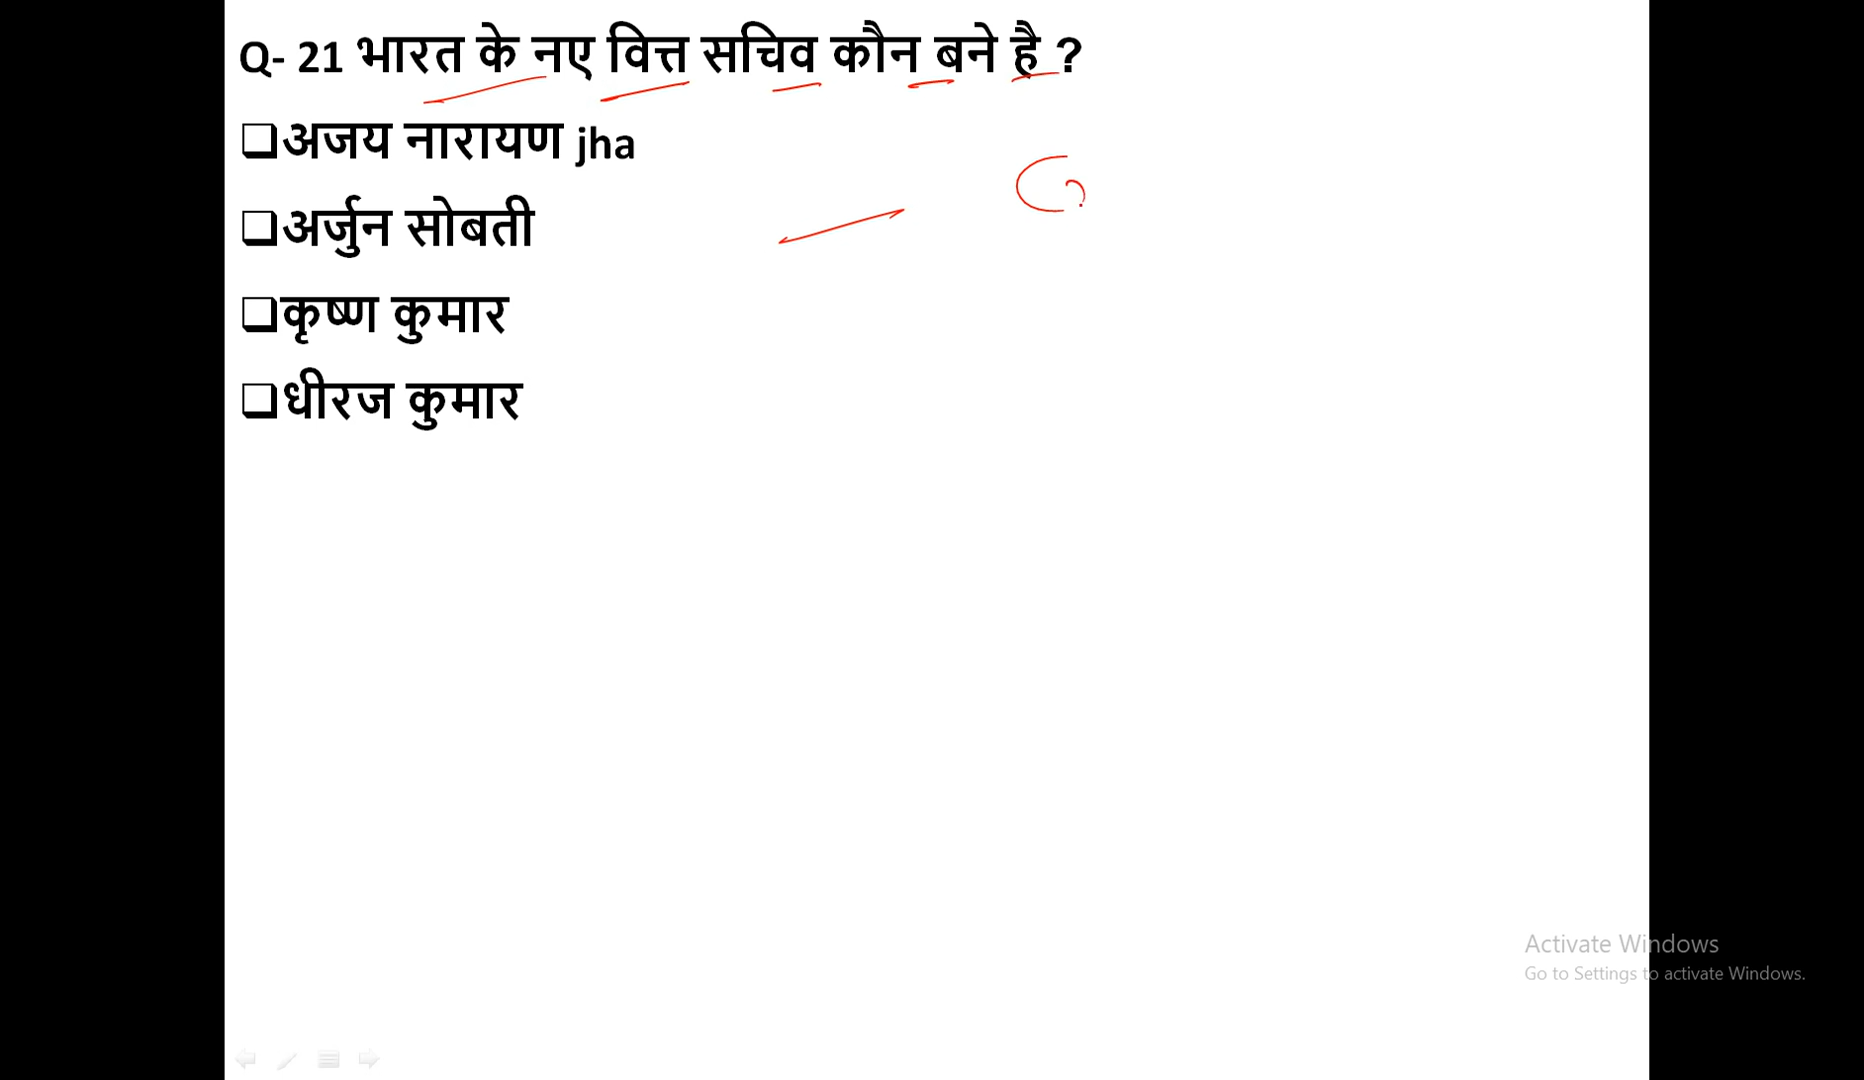 Q- 21 भारत के नए वित्त सचिव कौन बने है ?
❑अजय नारायण jha
❑अर्जुन सोबती
❑कृष्ण कुमार
❑धीरज कुमार
Activate Windows
Go to Settings to activate Windows.